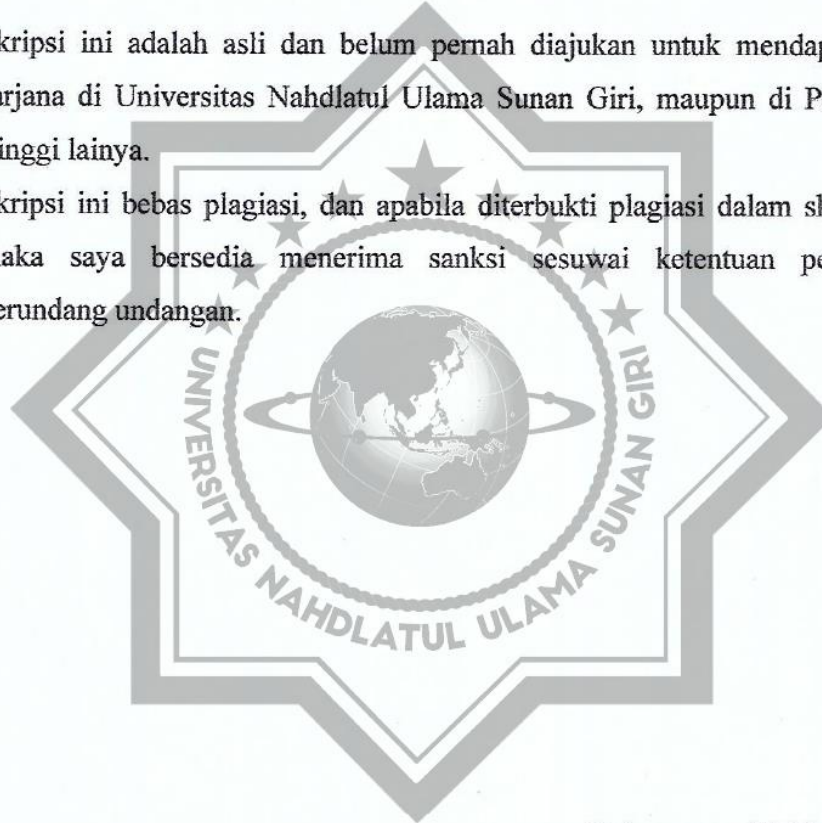 kripsi ini adalah asli dan belum pernah diajukan untuk mendap
arjana di Universitas Nahdlatul Ulama Sunan Giri, maupun di P
inggi lainya.
kripsi ini bebas plagiasi, dan apabila diterbukti plagiasi dalam sk
aka saya bersedia menerima sanksi sesuwai ketentuan pe
erundang undangan.
UNIVERSITAS NAHDLATUL ULAMA SUNAN GIRI